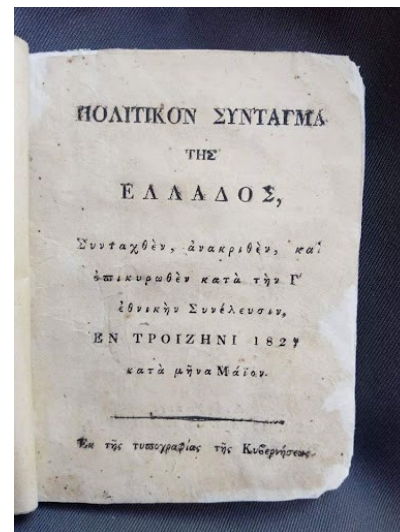 ΠΟΛΙΤΙΚΟΝ ΣΥΝΤΑΓΜΑ
ΤΗΣ
ΕΛΛΑΔΟΣ,
Συνταχθὲν, ἀνακριθὲν, καὶ
ἐπικυρωθὲν κατὰ τὴν Γ'
ἐθνικὴν Συνέλευσιν,
ΕΝ ΤΡΟΙΖΗΝΙ 1827
κατὰ μῆνα Μάϊον.
Ἐκ τῆς τυπογραφίας τῆς Κυβερνήσεως.